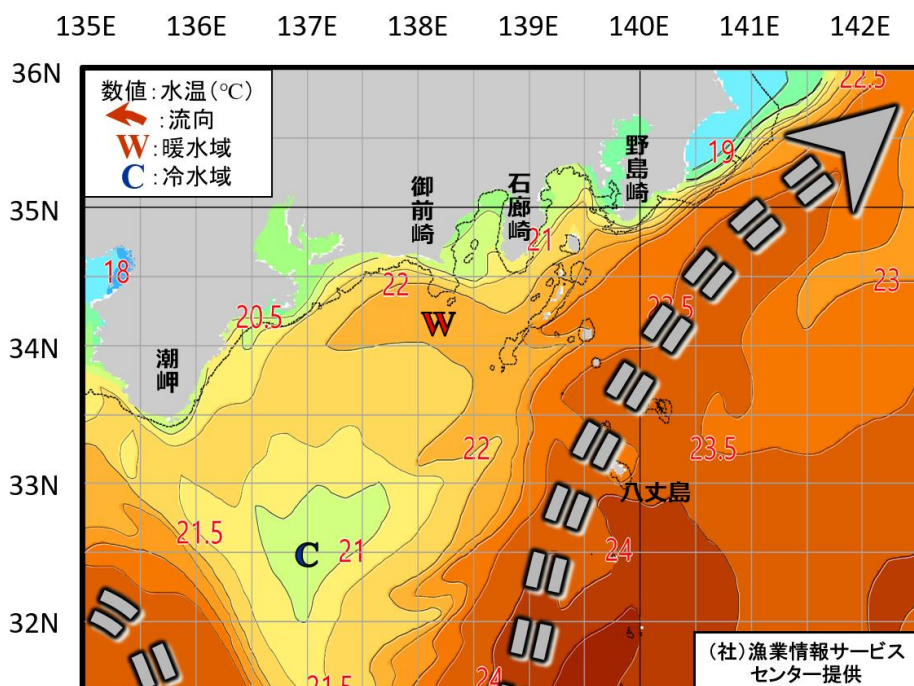 135E 136E 137E 138E 139E 140E 141E 142E
36N
数値:水温(℃)
:流向
W:暖水域
C:冷水域
22.5
19
野島崎
石廊崎
御前崎
35N
21
18
22
23
20.5
22.5
W
34N
潮岬
22
23.5
33N
八丈島
21.5
C
21
24
32N
(社)漁業情報サービス
センター提供
24
21.5